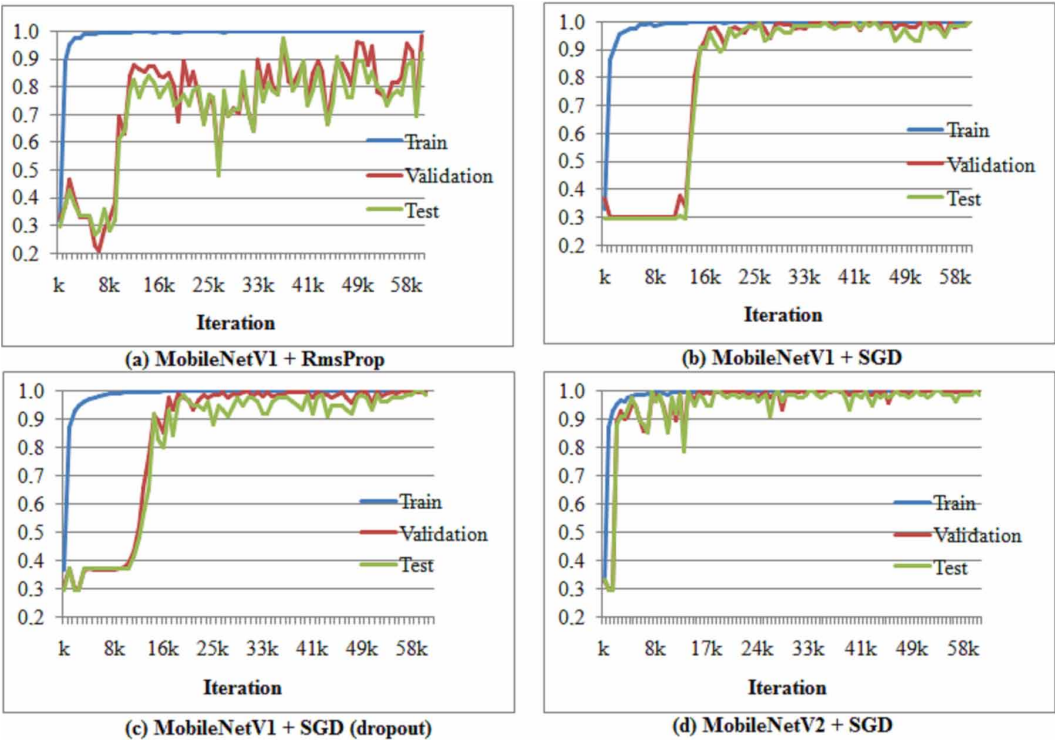 1.0
0.9
0.8
0.7
0.6
0.5
0.4
0.3
0.2
Train
Validation
Test
k 8k 16k 25k 33k 41k 49k 58k
Iteration
(a) MobileNetV1 + RmsProp
1.0
0.9
0.8
0.7
0.6
0.5
0.4
0.3
0.2
Train
Validation
Test
k 8k 16k 25k 33k 41k 49k 58k
Iteration
(b) MobileNetV1 + SGD
1.0
0.9
0.8
0.7
0.6
0.5
0.4
0.3
0.2
Train
Validation
Test
k 8k 16k 25k 33k 41k 49k 58k
Iteration
(c) MobileNetV1 + SGD (dropout)
1.0
0.9
0.8
0.7
0.6
0.5
0.4
0.3
0.2
Train
Validation
Test
k 8k 17k 25k 33k 41k 49k 58k
Iteration
(d) MobileNetV2 + SGD